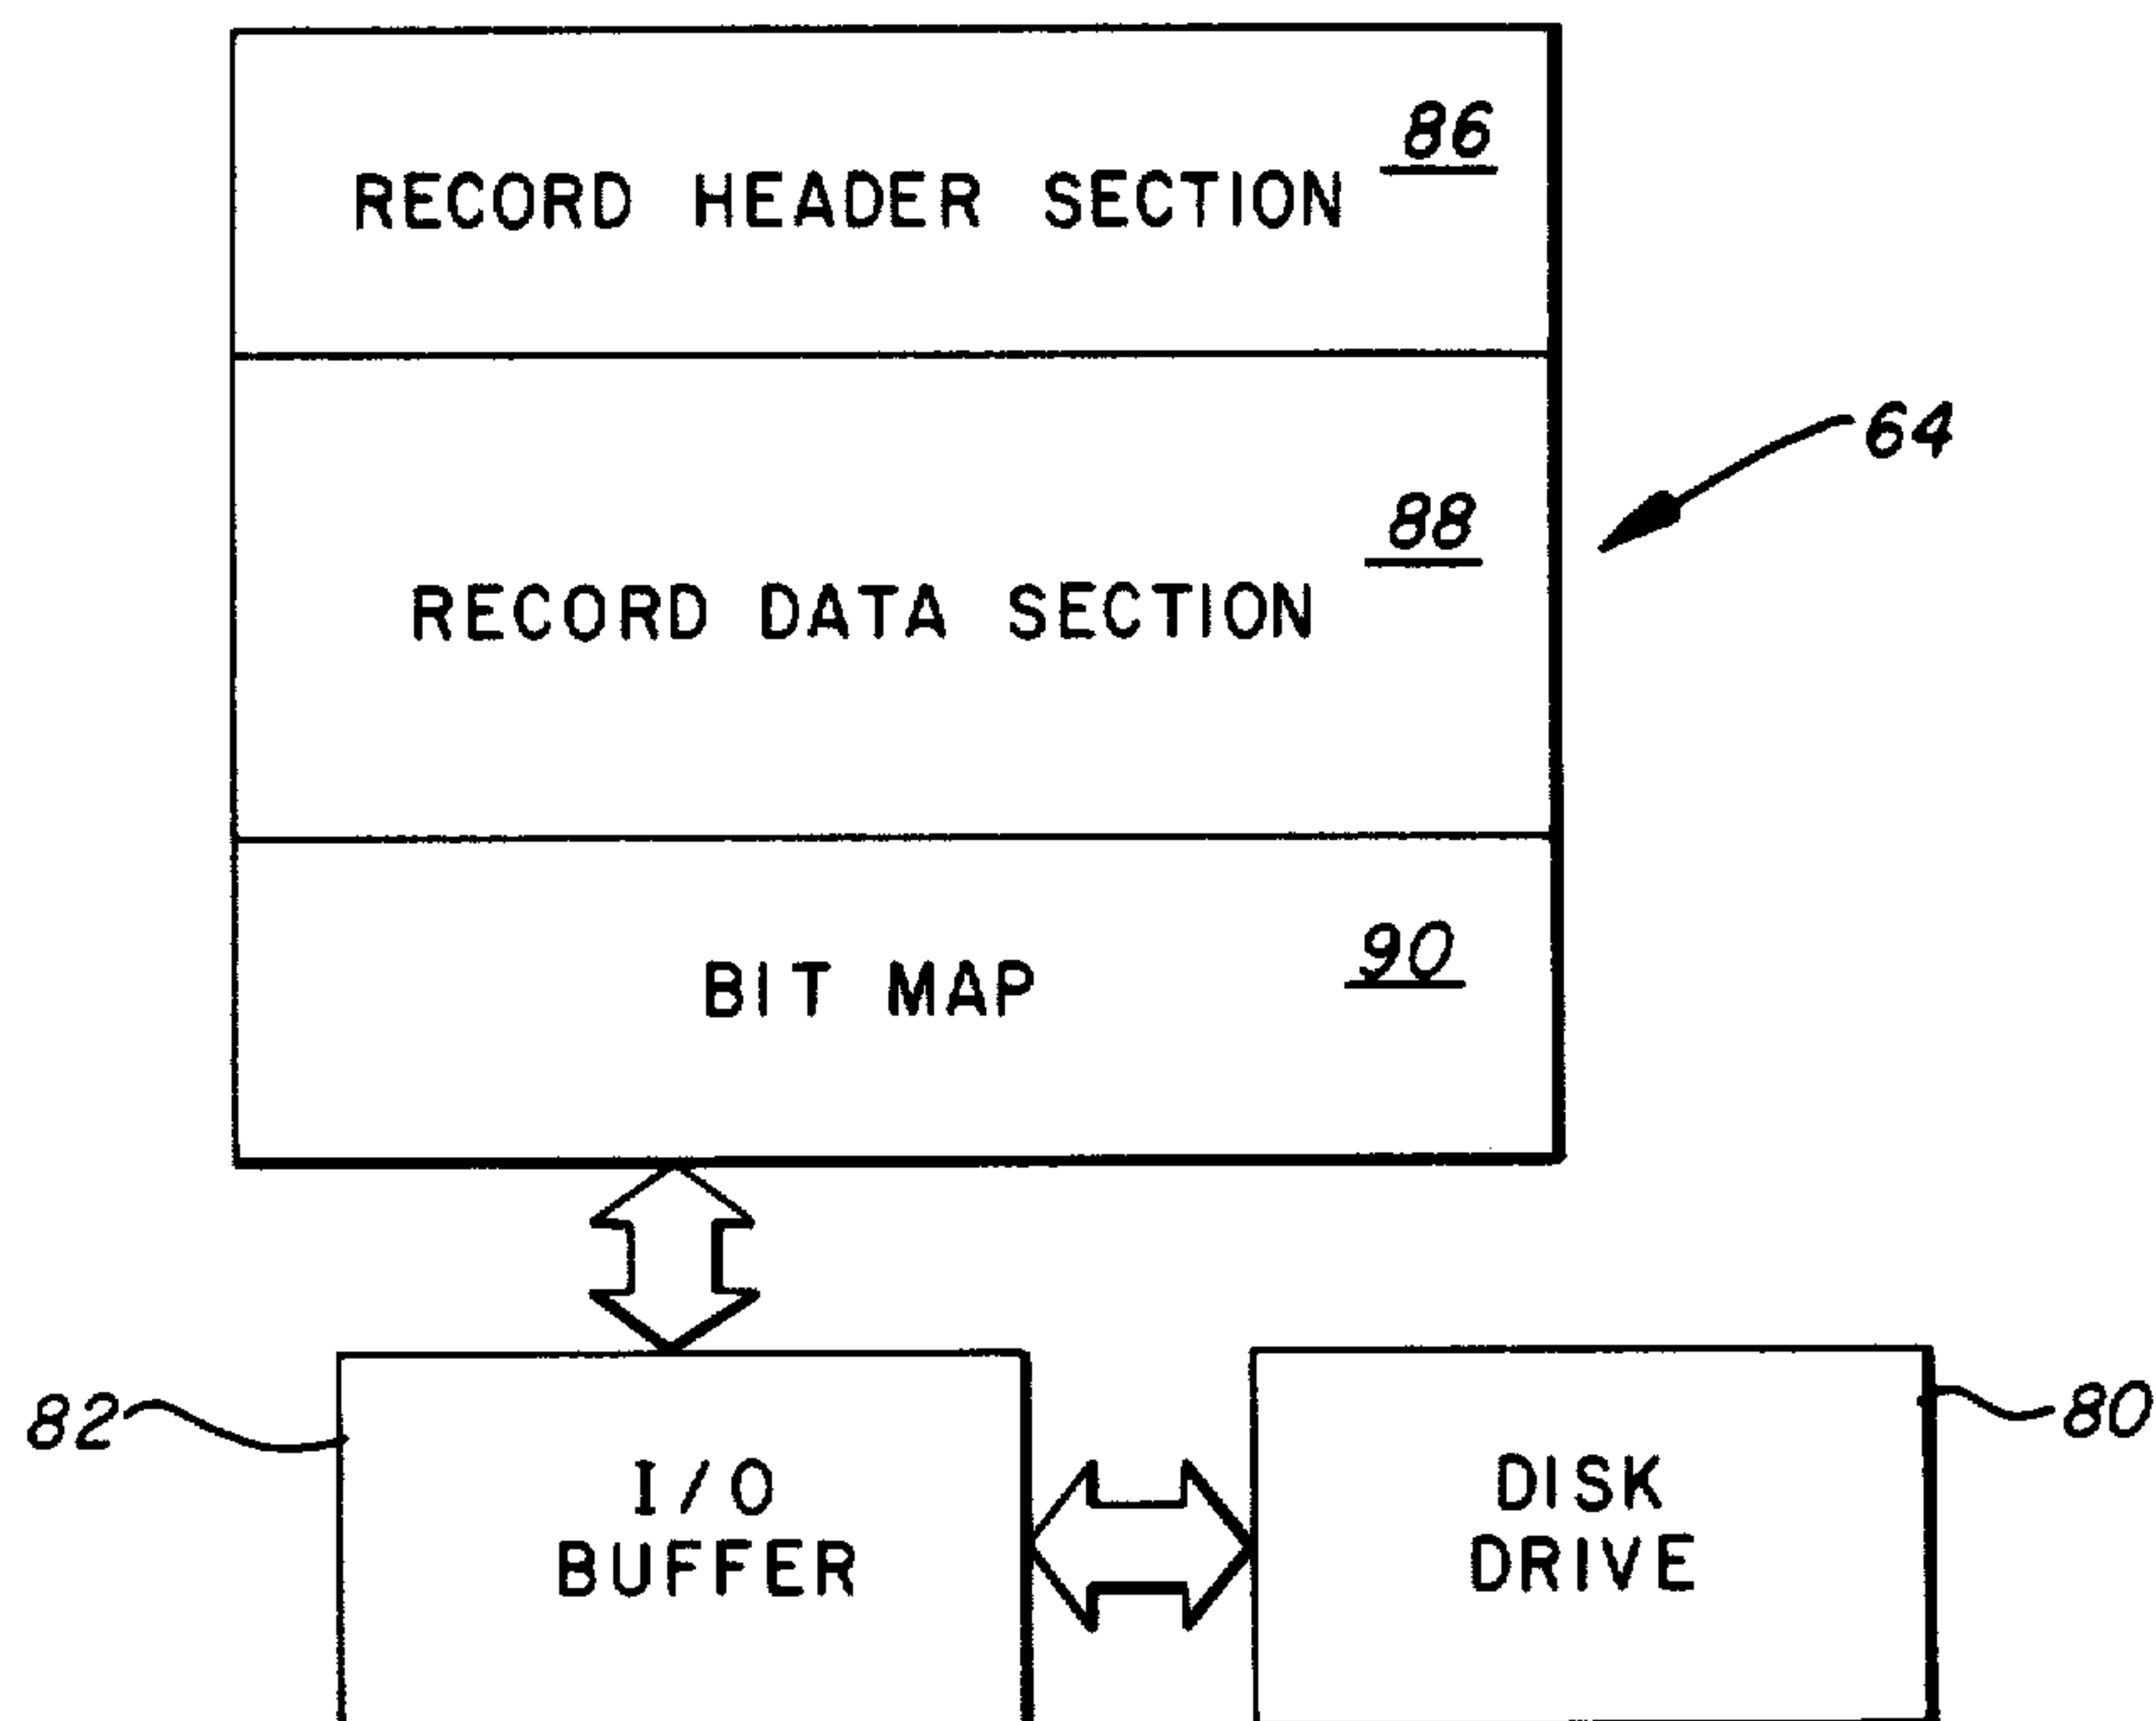 86
RECORD HEADER SECTION
64
88
RECORD DATA SECTION
90
BIT MAP
82
80
I/O
BUFFER
DISK
DRIVE